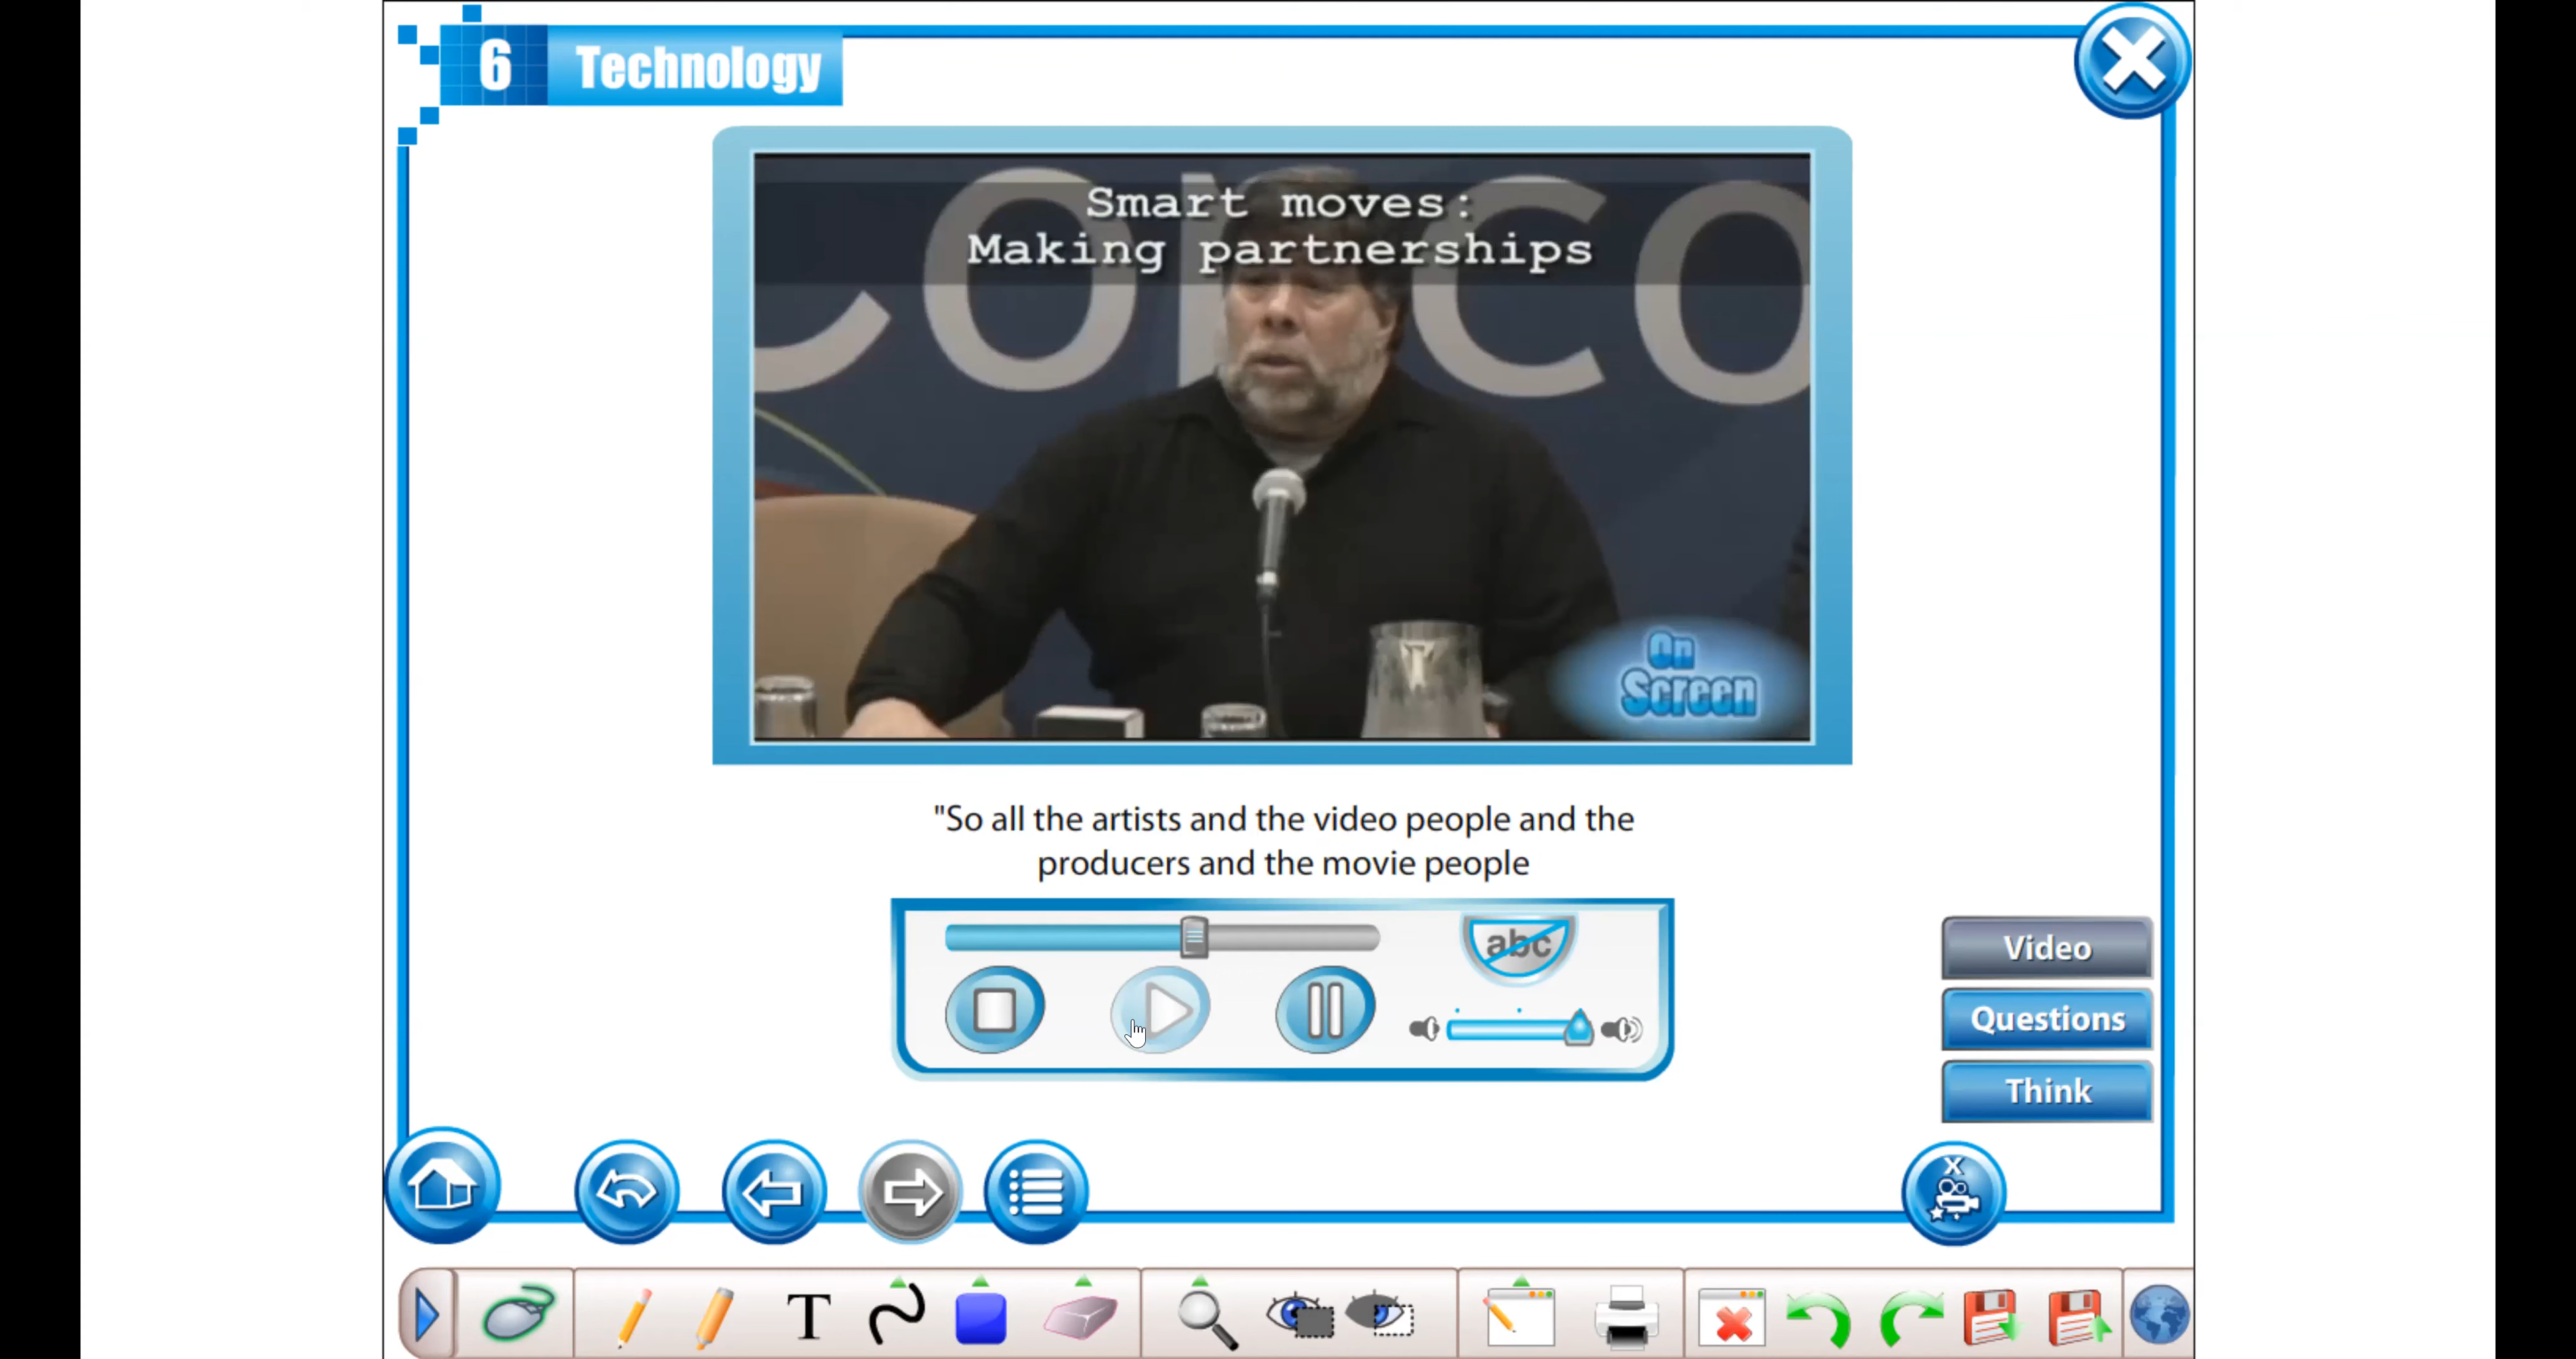 6 Technology
Smart moves:
Making partnerships
CONCO
On
Screen
"So all the artists and the video people and the
producers and the movie people
abc
Video
Questions
Think
X
T